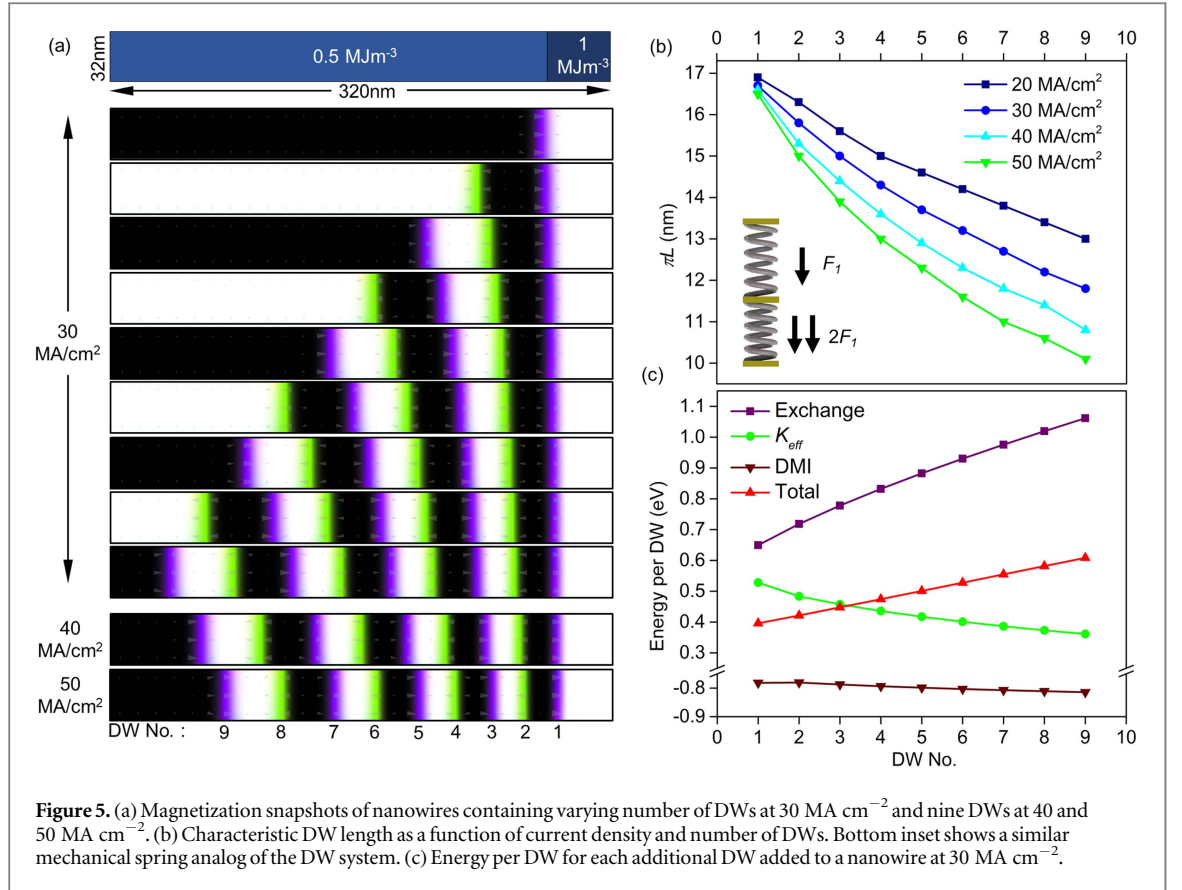 (a)
32nm
0.5 MJm⁻³
1
MJm⁻³
320nm
30
MA/cm²
40
MA/cm²
50
MA/cm²
DW No. : 9 8 7 6 5 4 3 2 1
(b)
0 1 2 3 4 5 6 7 8 9 10
17
16
15
14
13
12
11
10
πL (nm)
20 MA/cm²
30 MA/cm²
40 MA/cm²
50 MA/cm²
F₁
2F₁
(c)
1.1
1.0
0.9
0.8
0.7
0.6
0.5
0.4
0.3
-0.8
-0.9
Energy per DW (eV)
Exchange
K_eff
DMI
Total
0 1 2 3 4 5 6 7 8 9 10
DW No.
Figure 5. (a) Magnetization snapshots of nanowires containing varying number of DWs at 30 MA cm⁻² and nine DWs at 40 and
50 MA cm⁻². (b) Characteristic DW length as a function of current density and number of DWs. Bottom inset shows a similar
mechanical spring analog of the DW system. (c) Energy per DW for each additional DW added to a nanowire at 30 MA cm⁻².